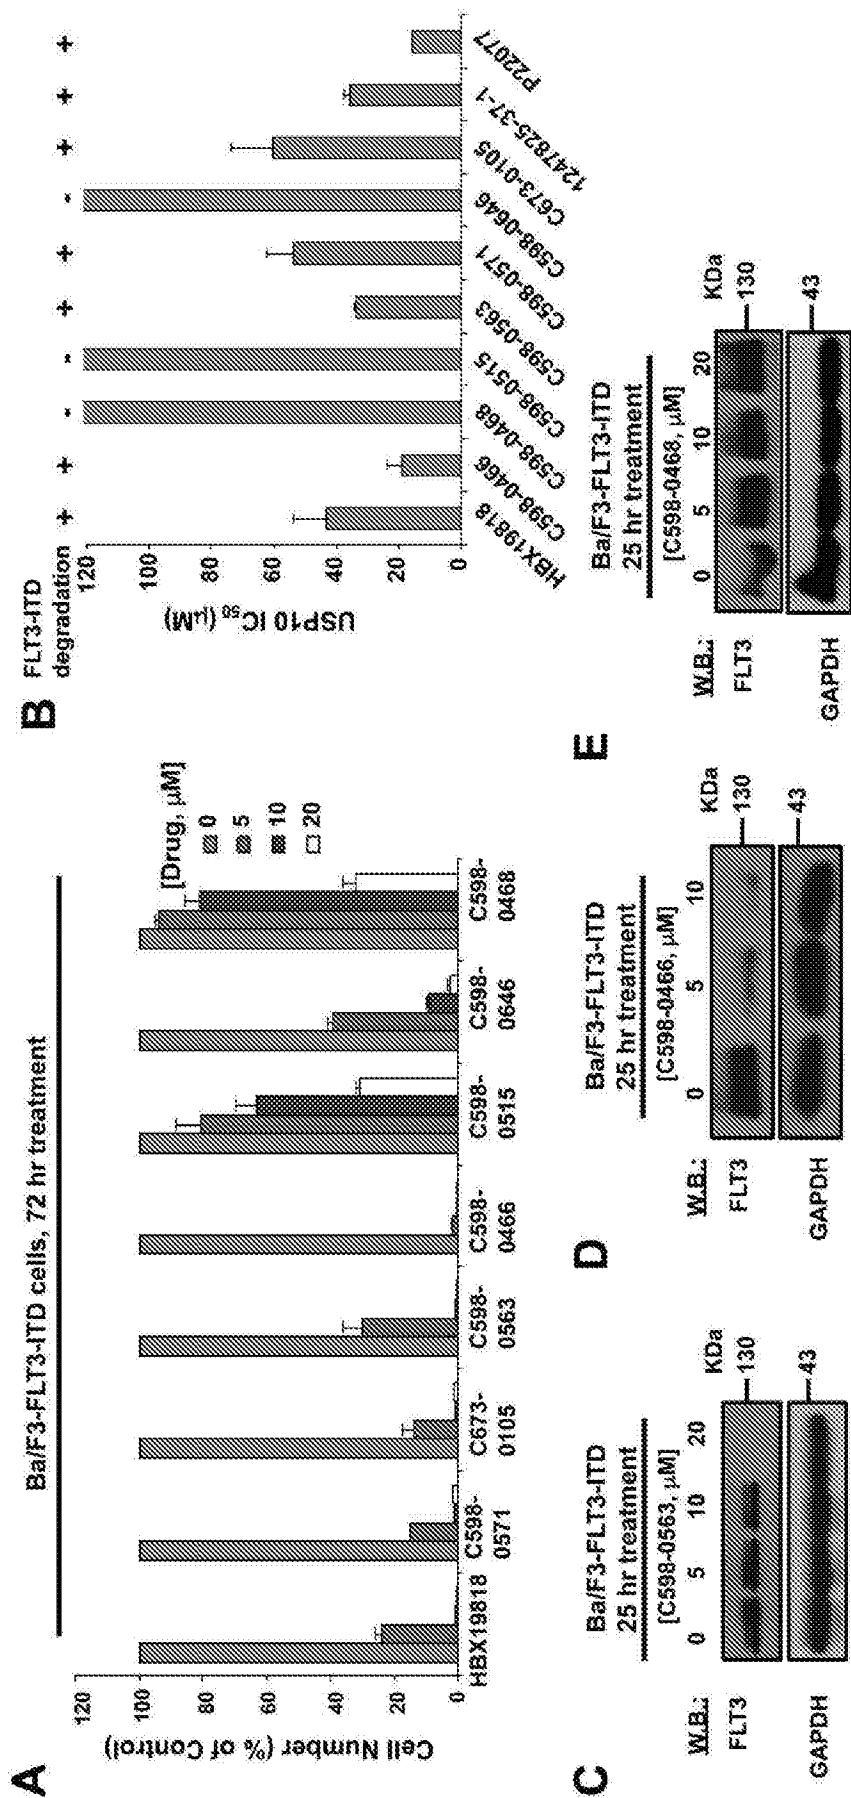 A
Ba/F3-FLT3-ITD cells, 72 hr treatment
Cell Number (% of Control)
120
100
80
60
40
20
0
[Drug, µM]
0
5
10
20
HBX19818
C598-
0571
C673-
0105
C598-
0563
C598-
0466
C598-
0515
C598-
0646
C598-
0468
B
FLT3-ITD
degradation
+ + - - + + - + + +
USP10 IC50 (µM)
120
100
80
60
40
20
0
HBX19818
C598-0466
C598-0468
C598-0515
C598-0563
C598-0571
C598-0646
C673-0105
1247825-37-1
P22077
C
Ba/F3-FLT3-ITD
25 hr treatment
[C598-0563, µM]
W.B.:
0 5 10 20
KDa
FLT3
130
GAPDH
43
D
Ba/F3-FLT3-ITD
25 hr treatment
[C598-0466, µM]
W.B.:
0 5 10
KDa
FLT3
130
GAPDH
43
E
Ba/F3-FLT3-ITD
25 hr treatment
[C598-0468, µM]
W.B.:
0 5 10 20
KDa
FLT3
130
GAPDH
43